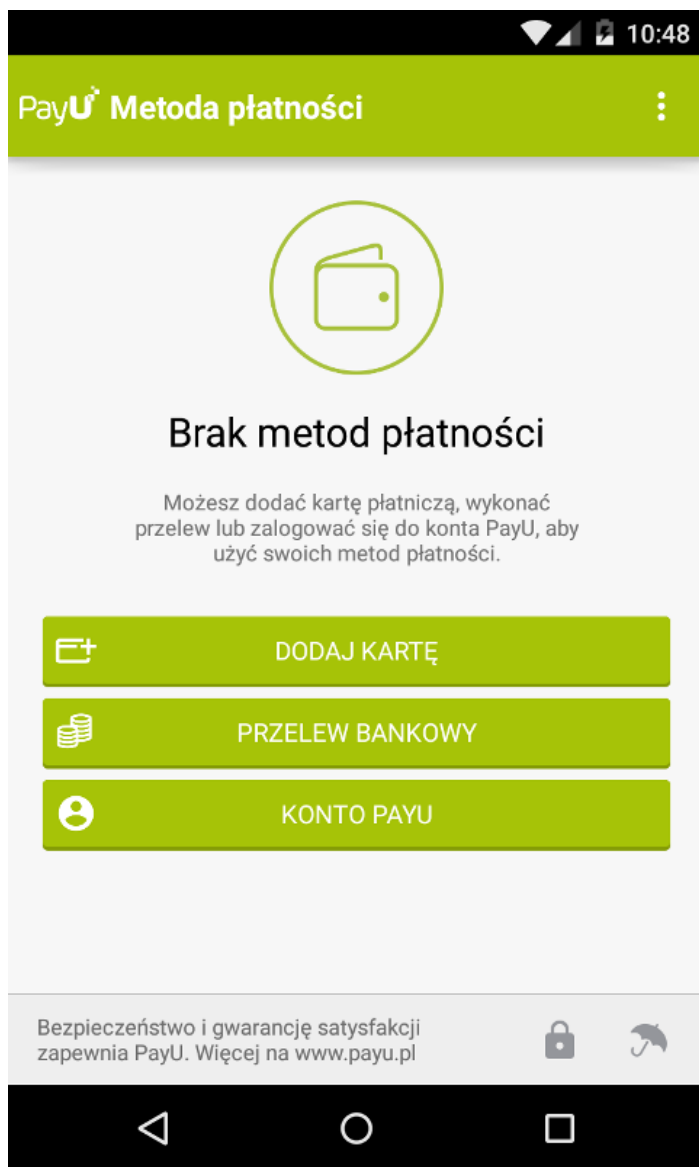 10:48
PayU Metoda płatności
Brak metod płatności
Możesz dodać kartę płatniczą, wykonać
przelew lub zalogować się do konta PayU, aby
użyć swoich metod płatności.
DODAJ KARTĘ
PRZELEW BANKOWY
KONTO PAYU
Bezpieczeństwo i gwarancję satysfakcji
zapewnia PayU. Więcej na www.payu.pl